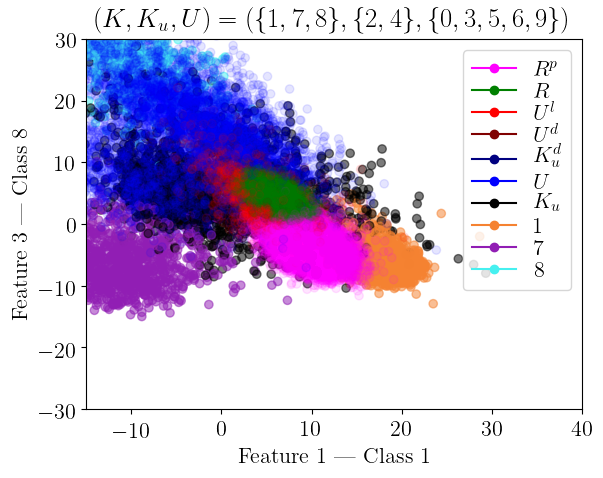 (K, K_u, U) = ({1, 7, 8}, {2, 4}, {0, 3, 5, 6, 9})
30
20
10
0
−10
−20
−30
Feature 3 — Class 8
−10 0 10 20 30 40
Feature 1 — Class 1
R^p
R
U^l
U^d
K_u^d
U
K_u
1
7
8